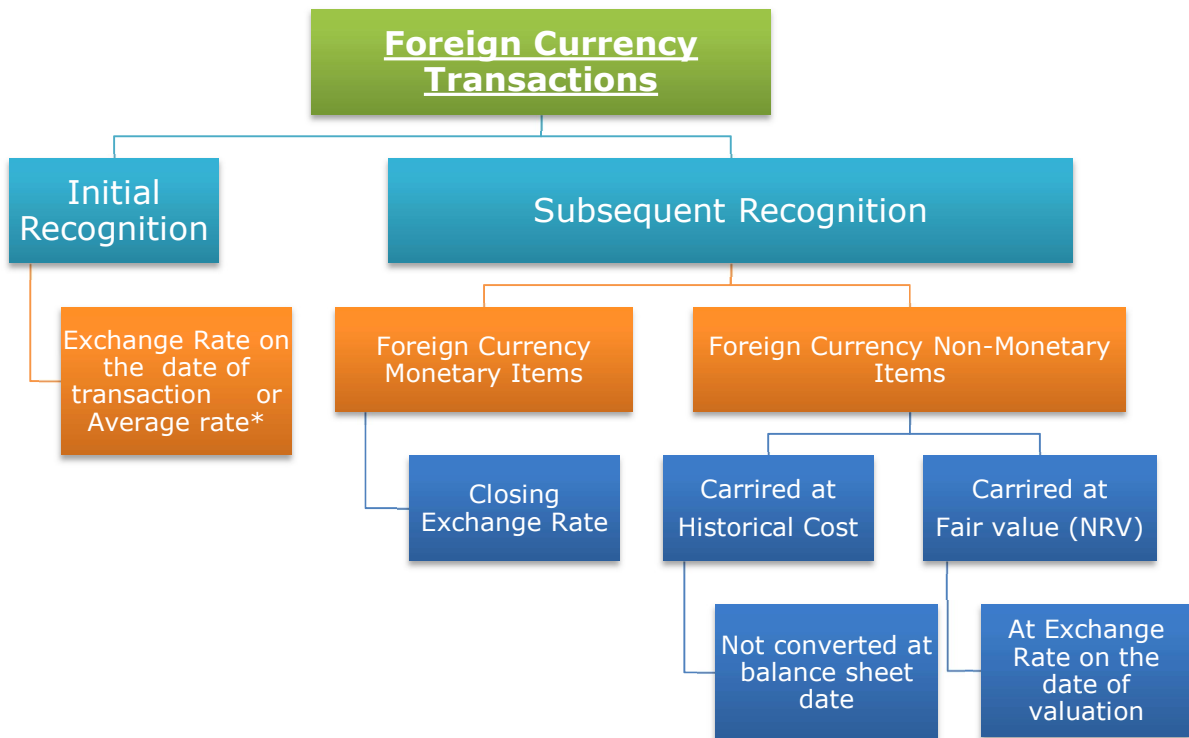 Foreign Currency
Transactions
Initial
Recognition
Exchange Rate on
the date of
transaction or
Average rate*
Subsequent Recognition
Foreign Currency
Monetary Items
Closing
Exchange Rate
Foreign Currency Non-Monetary
Items
Carrired at
Historical Cost
Not converted at
balance sheet
date
Carrired at
Fair value (NRV)
At Exchange
Rate on the
date of
valuation